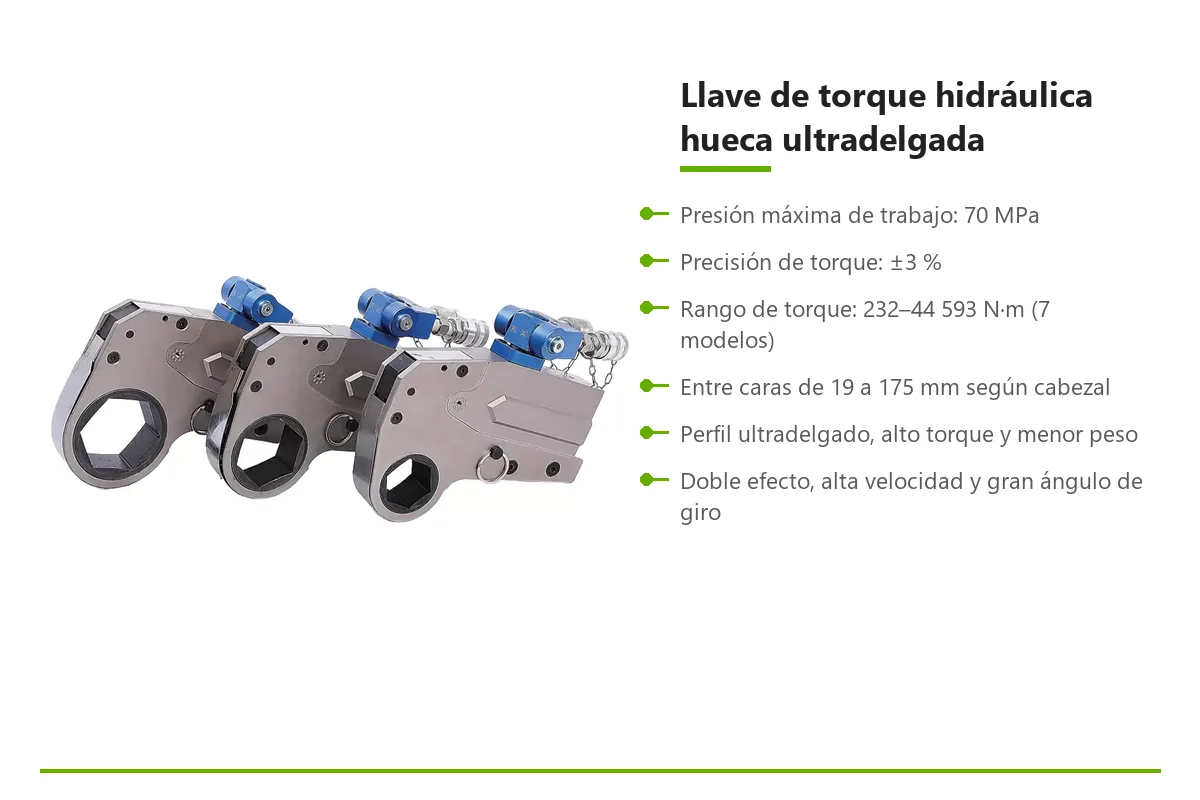 Llave de torque hidráulica
hueca ultradelgada
Presión máxima de trabajo: 70 MPa
Precisión de torque: ±3 %
Rango de torque: 232–44 593 N·m (7
modelos)
Entre caras de 19 a 175 mm según cabezal
Perfil ultradelgado, alto torque y menor peso
Doble efecto, alta velocidad y gran ángulo de
giro